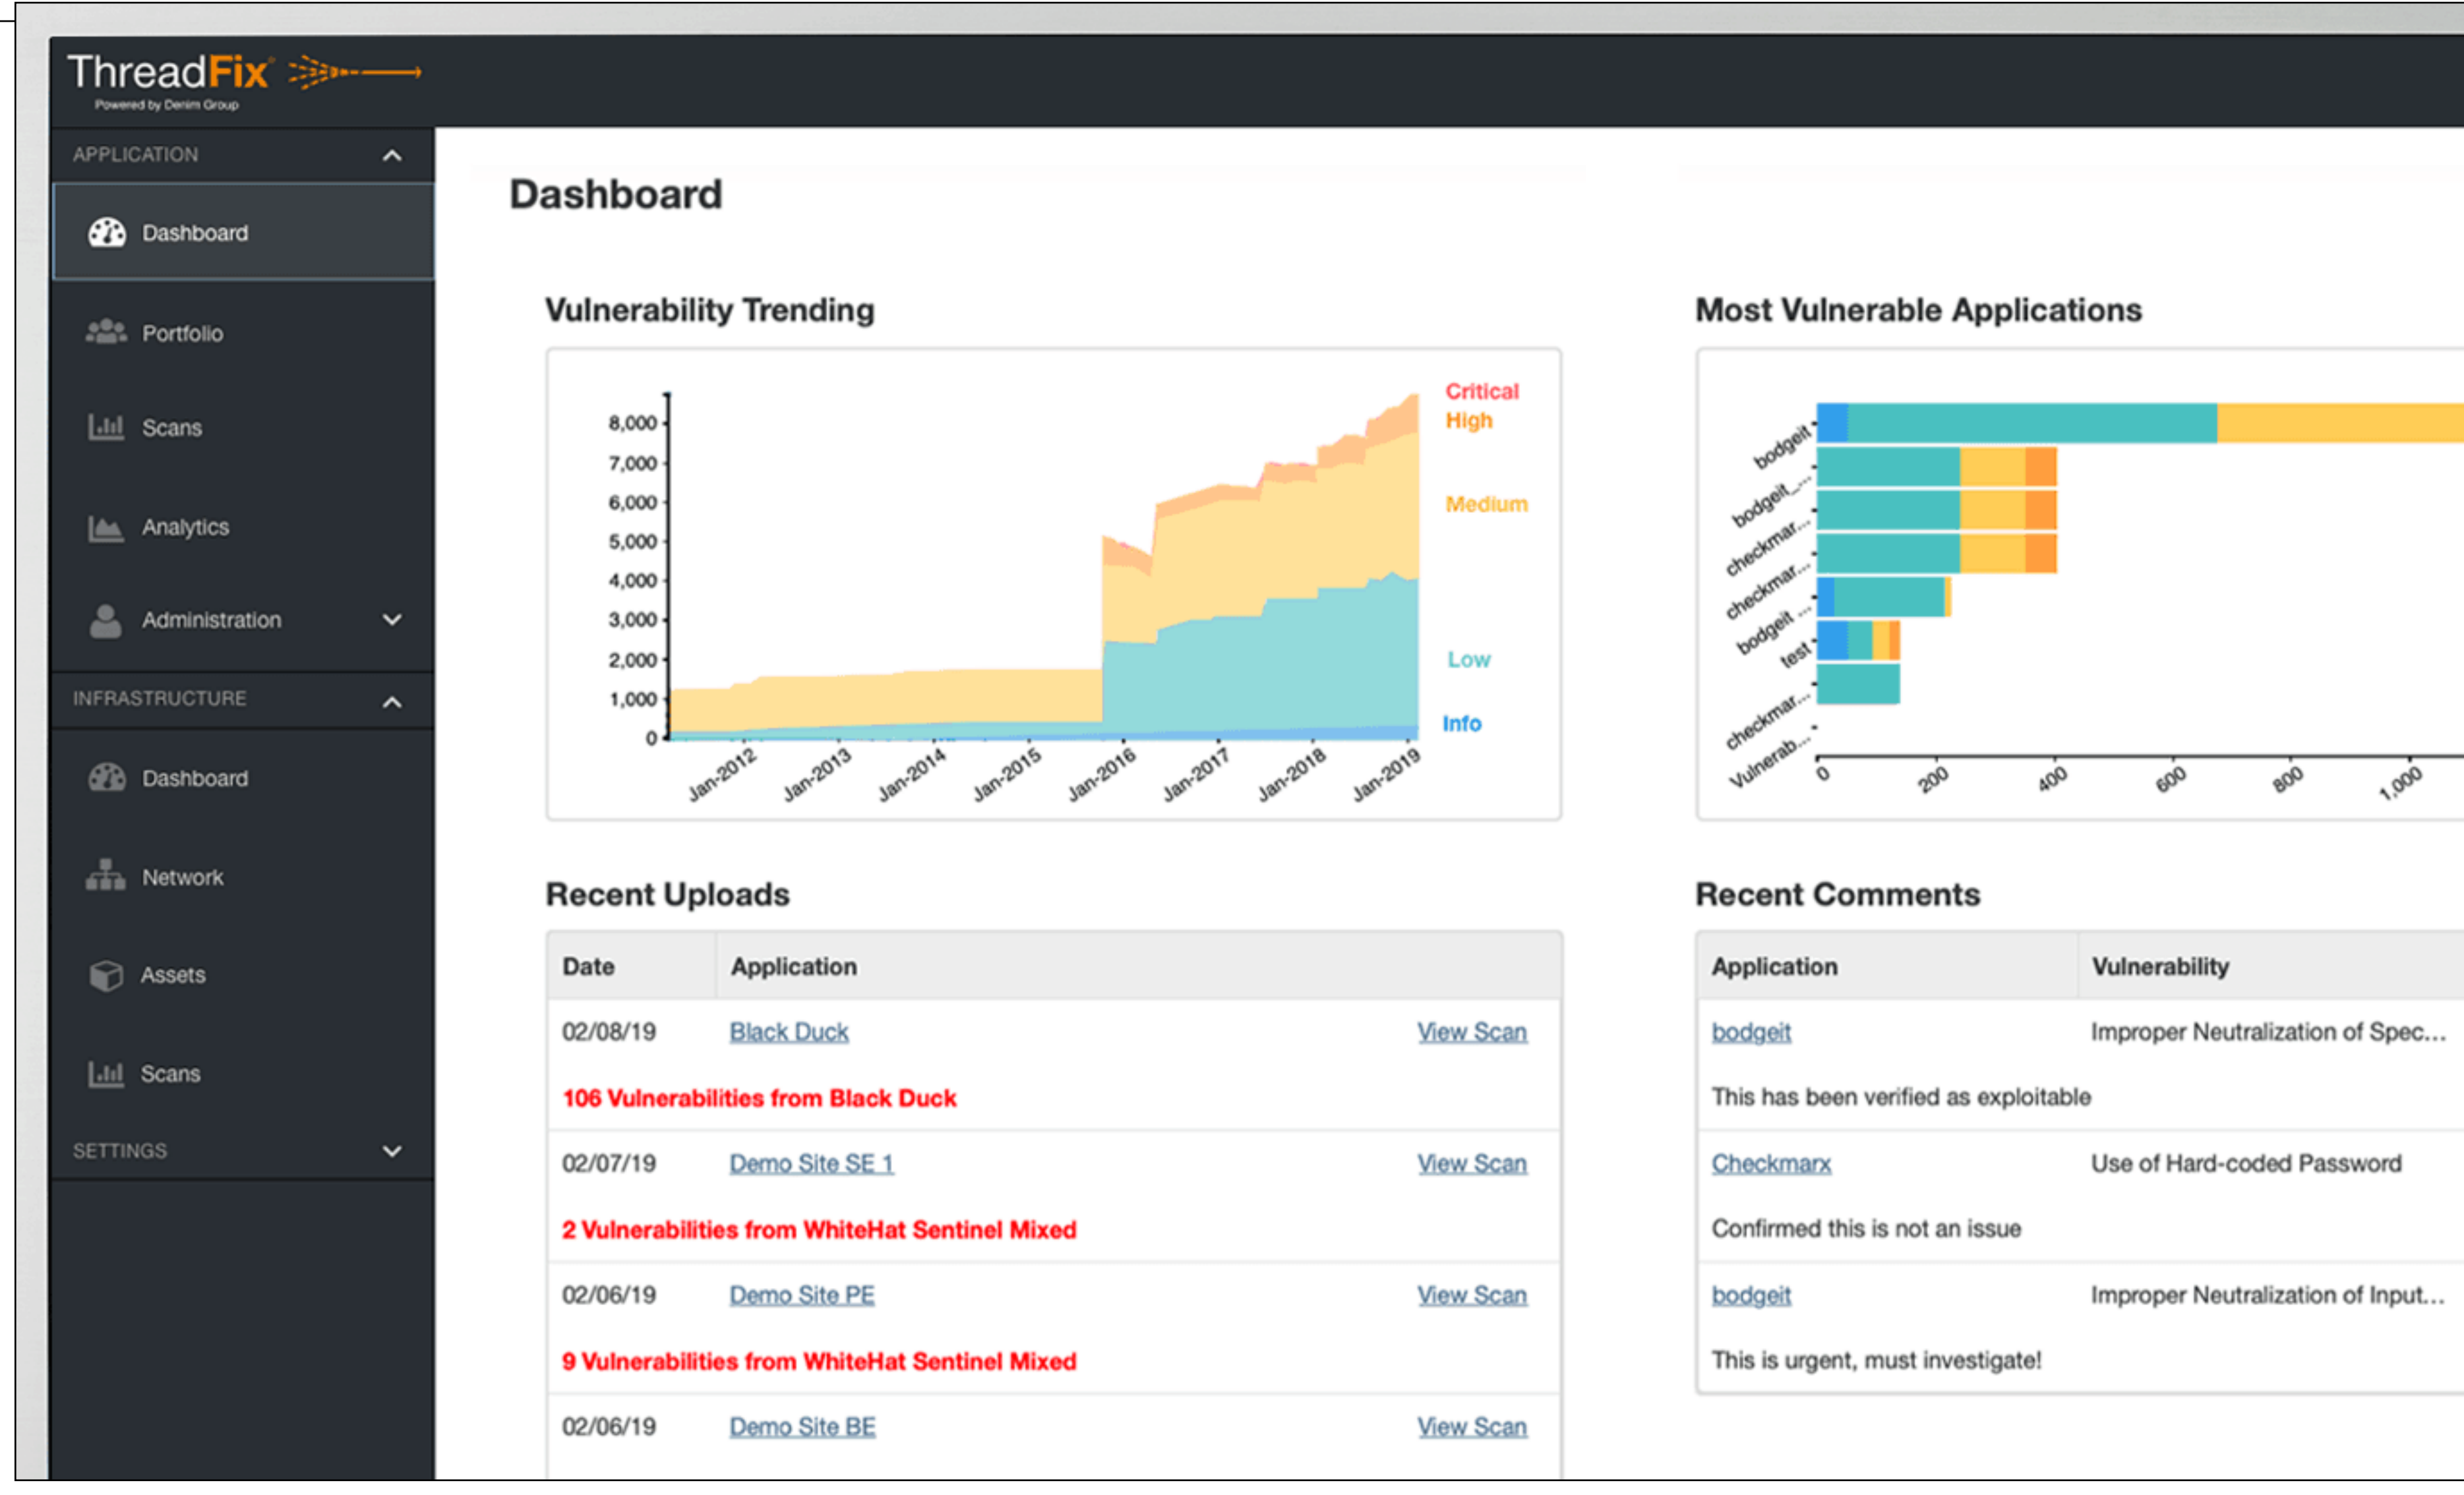 ThreadFix
Powered by Denim Group
APPLICATION
Dashboard
Portfolio
Scans
Analytics
Administration
INFRASTRUCTURE
Dashboard
Network
Assets
Scans
SETTINGS
Dashboard
Vulnerability Trending
8,000
7,000
6,000
5,000
4,000
3,000
2,000
1,000
0
Jan-2012 Jan-2013 Jan-2014 Jan-2015 Jan-2016 Jan-2017 Jan-2018 Jan-2019
Critical
High
Medium
Low
Info
Most Vulnerable Applications
bodgeit
bodgeit_...
checkmar...
checkmar...
bodgeit ...
test
checkmar...
Vulnerab...
0 200 400 600 800 1,000
Recent Uploads
Date Application
02/08/19 Black Duck View Scan
106 Vulnerabilities from Black Duck
02/07/19 Demo Site SE 1 View Scan
2 Vulnerabilities from WhiteHat Sentinel Mixed
02/06/19 Demo Site PE View Scan
9 Vulnerabilities from WhiteHat Sentinel Mixed
02/06/19 Demo Site BE View Scan
Recent Comments
Application Vulnerability
bodgeit Improper Neutralization of Spec...
This has been verified as exploitable
Checkmarx Use of Hard-coded Password
Confirmed this is not an issue
bodgeit Improper Neutralization of Input...
This is urgent, must investigate!